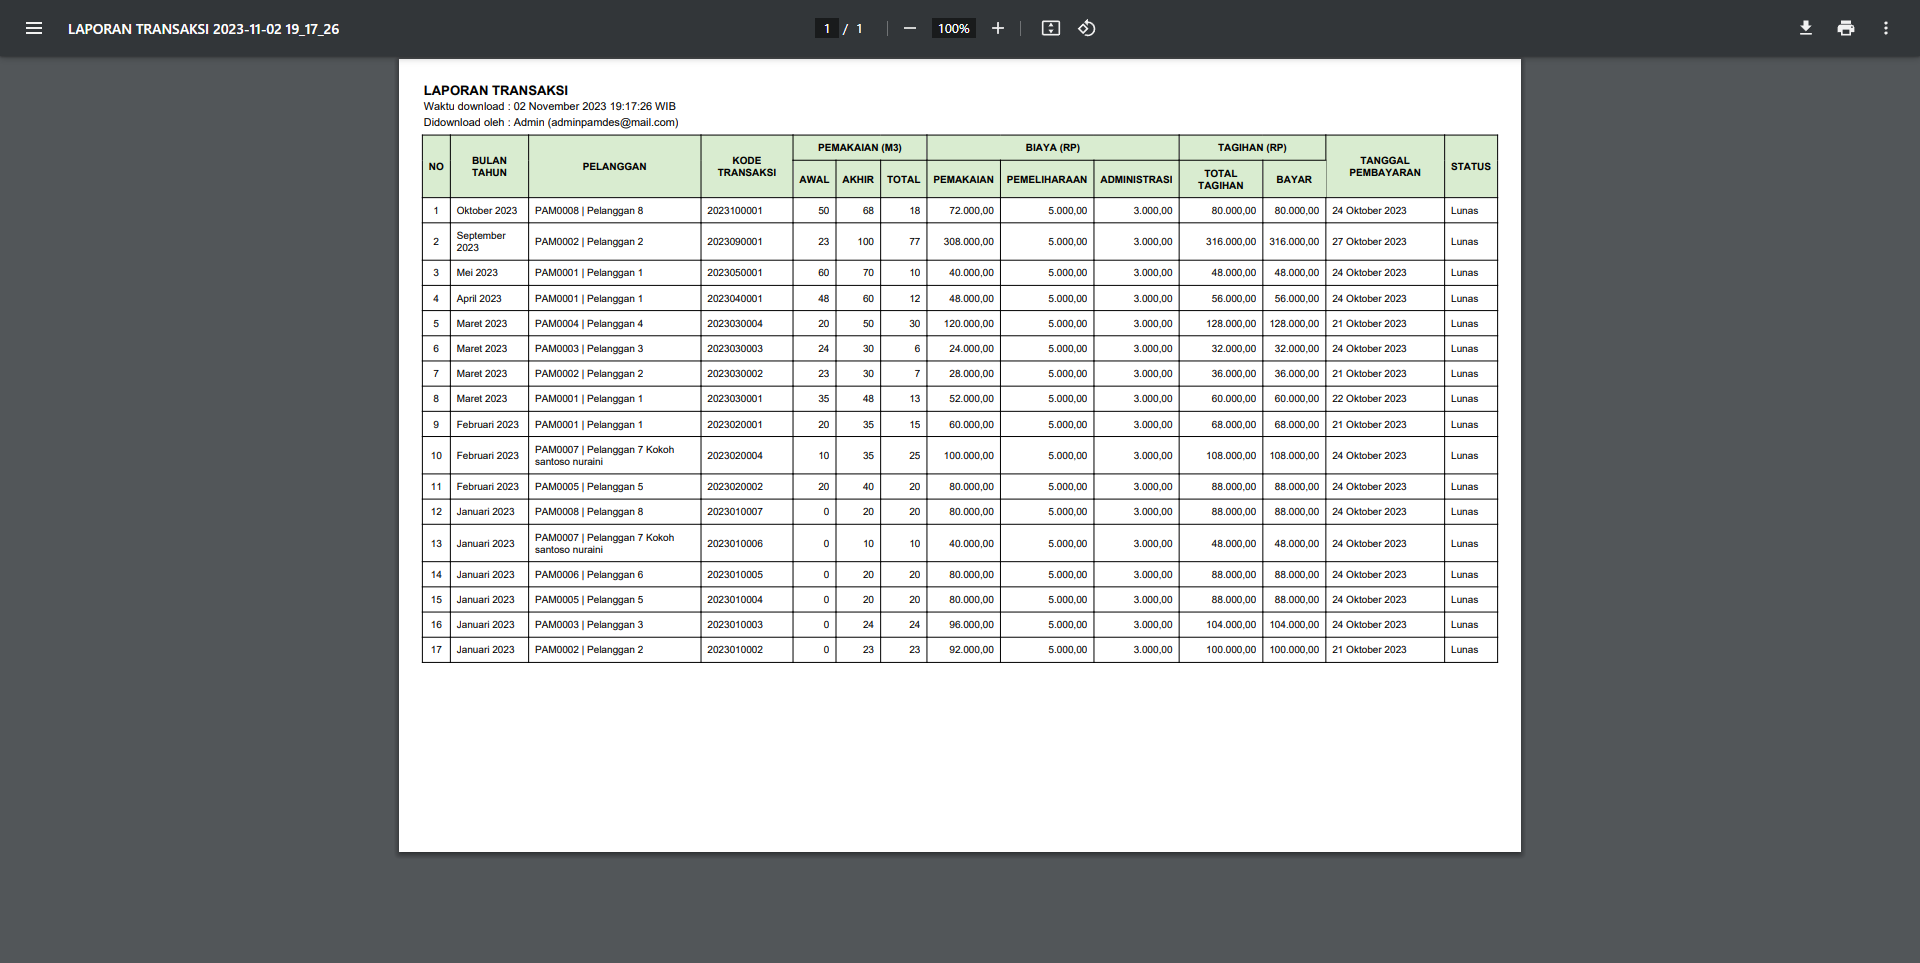 LAPORAN TRANSAKSI 2023-11-02 19_17_26
1 / 1
100%
LAPORAN TRANSAKSI
Waktu download : 02 November 2023 19:17:26 WIB
Didownload oleh : Admin (adminpamdes@mail.com)
NO BULAN TAHUN PELANGGAN KODE TRANSAKSI PEMAKAIAN (M3) BIAYA (RP) TAGIHAN (RP) TANGGAL PEMBAYARAN STATUS
AWAL AKHIR TOTAL PEMAKAIAN PEMELIHARAAN ADMINISTRASI TOTAL TAGIHAN BAYAR
1 Oktober 2023 PAM0008 | Pelanggan 8 2023100001 50 68 18 72.000,00 5.000,00 3.000,00 80.000,00 80.000,00 24 Oktober 2023 Lunas
2 September 2023 PAM0002 | Pelanggan 2 2023090001 23 100 77 308.000,00 5.000,00 3.000,00 316.000,00 316.000,00 27 Oktober 2023 Lunas
3 Mei 2023 PAM0001 | Pelanggan 1 2023050001 60 70 10 40.000,00 5.000,00 3.000,00 48.000,00 48.000,00 24 Oktober 2023 Lunas
4 April 2023 PAM0001 | Pelanggan 1 2023040001 48 60 12 48.000,00 5.000,00 3.000,00 56.000,00 56.000,00 24 Oktober 2023 Lunas
5 Maret 2023 PAM0004 | Pelanggan 4 2023030004 20 50 30 120.000,00 5.000,00 3.000,00 128.000,00 128.000,00 21 Oktober 2023 Lunas
6 Maret 2023 PAM0003 | Pelanggan 3 2023030003 24 30 6 24.000,00 5.000,00 3.000,00 32.000,00 32.000,00 24 Oktober 2023 Lunas
7 Maret 2023 PAM0002 | Pelanggan 2 2023030002 23 30 7 28.000,00 5.000,00 3.000,00 36.000,00 36.000,00 21 Oktober 2023 Lunas
8 Maret 2023 PAM0001 | Pelanggan 1 2023030001 35 48 13 52.000,00 5.000,00 3.000,00 60.000,00 60.000,00 22 Oktober 2023 Lunas
9 Februari 2023 PAM0001 | Pelanggan 1 2023020001 20 35 15 60.000,00 5.000,00 3.000,00 68.000,00 68.000,00 21 Oktober 2023 Lunas
10 Februari 2023 PAM0007 | Pelanggan 7 Kokoh santoso nuraini 2023020004 10 35 25 100.000,00 5.000,00 3.000,00 108.000,00 108.000,00 24 Oktober 2023 Lunas
11 Februari 2023 PAM0005 | Pelanggan 5 2023020002 20 40 20 80.000,00 5.000,00 3.000,00 88.000,00 88.000,00 24 Oktober 2023 Lunas
12 Januari 2023 PAM0008 | Pelanggan 8 2023010007 0 20 20 80.000,00 5.000,00 3.000,00 88.000,00 88.000,00 24 Oktober 2023 Lunas
13 Januari 2023 PAM0007 | Pelanggan 7 Kokoh santoso nuraini 2023010006 0 10 10 40.000,00 5.000,00 3.000,00 48.000,00 48.000,00 24 Oktober 2023 Lunas
14 Januari 2023 PAM0006 | Pelanggan 6 2023010005 0 20 20 80.000,00 5.000,00 3.000,00 88.000,00 88.000,00 24 Oktober 2023 Lunas
15 Januari 2023 PAM0005 | Pelanggan 5 2023010004 0 20 20 80.000,00 5.000,00 3.000,00 88.000,00 88.000,00 24 Oktober 2023 Lunas
16 Januari 2023 PAM0003 | Pelanggan 3 2023010003 0 24 24 96.000,00 5.000,00 3.000,00 104.000,00 104.000,00 24 Oktober 2023 Lunas
17 Januari 2023 PAM0002 | Pelanggan 2 2023010002 0 23 23 92.000,00 5.000,00 3.000,00 100.000,00 100.000,00 21 Oktober 2023 Lunas